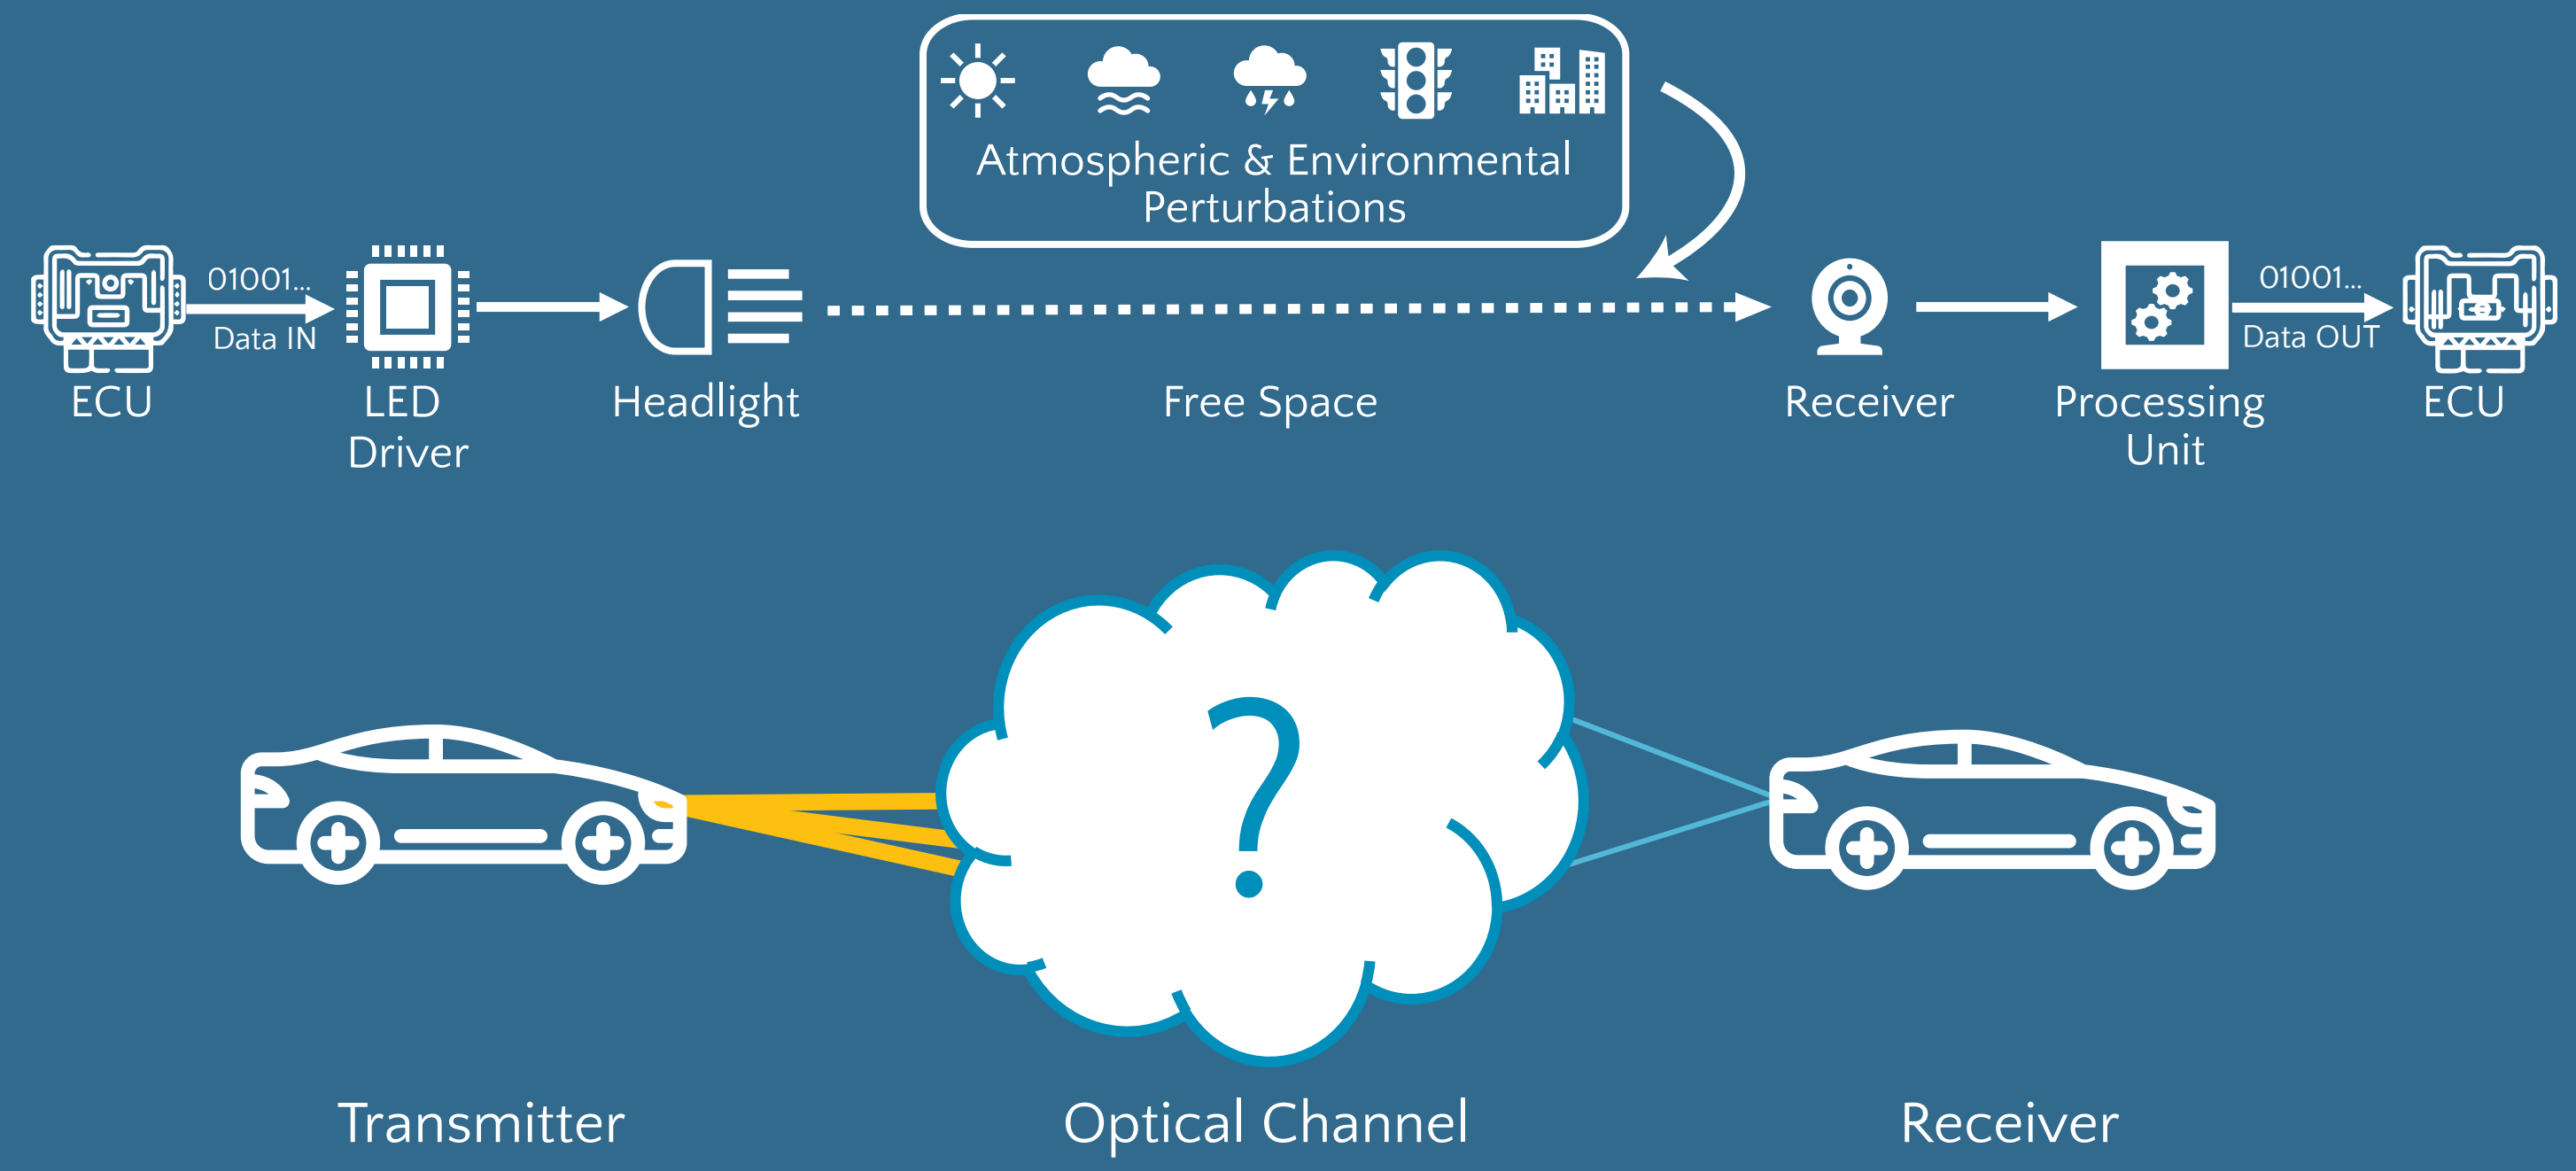 Atmospheric & Environmental
Perturbations
01001...
Data IN
01001...
Data OUT
ECU
LED
Driver
Headlight
Free Space
Receiver
Processing
Unit
ECU
?
Transmitter
Optical Channel
Receiver